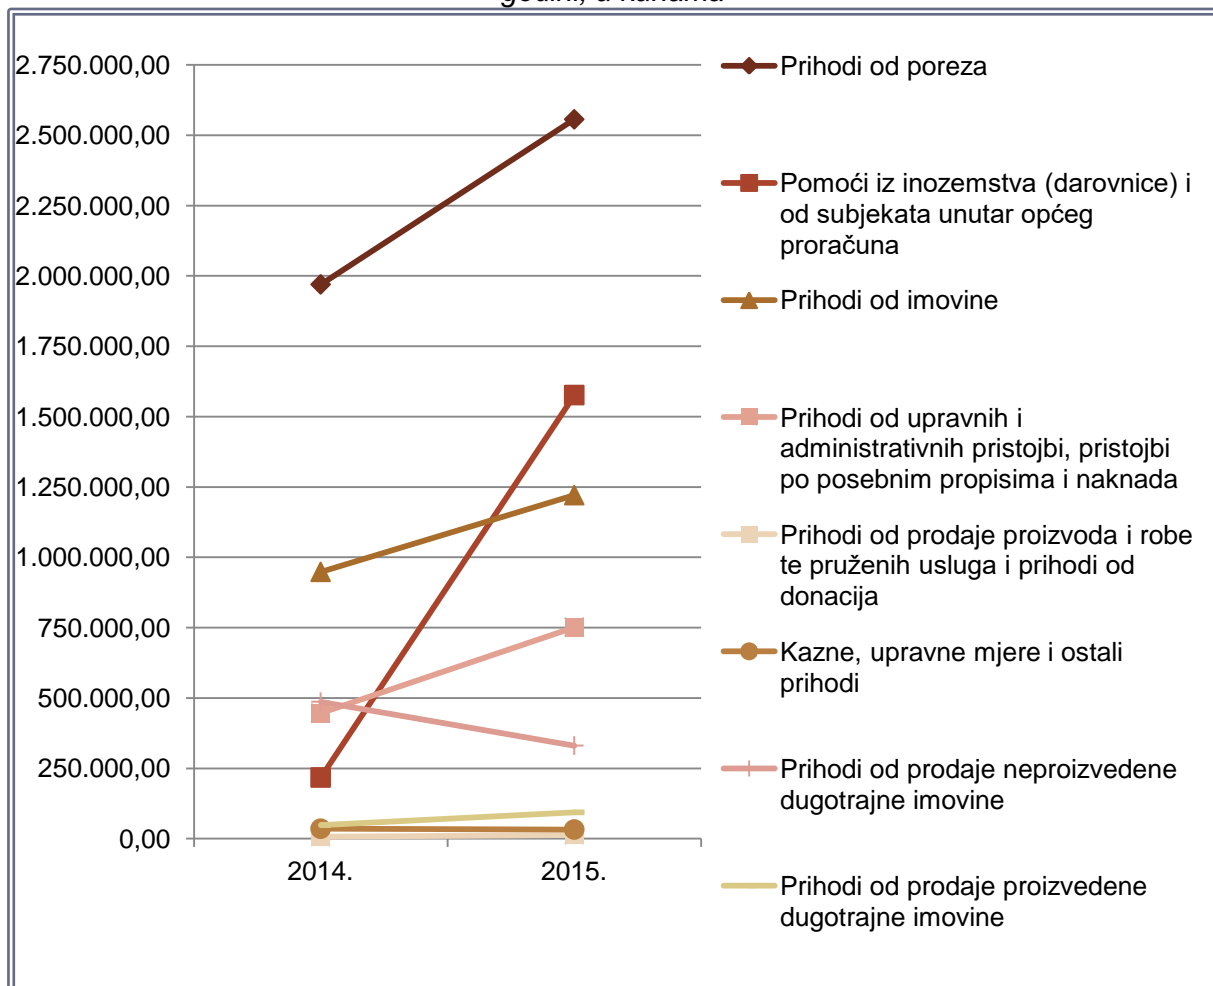 godini, u kunama
2.750.000,00
2.500.000,00
2.250.000,00
2.000.000,00
1.750.000,00
1.500.000,00
1.250.000,00
1.000.000,00
750.000,00
500.000,00
250.000,00
0,00
2014.
2015.
Prihodi od poreza
Pomoći iz inozemstva (darovnice) i
od subjekata unutar općeg
proračuna
Prihodi od imovine
Prihodi od upravnih i
administrativnih pristojbi, pristojbi
po posebnim propisima i naknada
Prihodi od prodaje proizvoda i robe
te pruženih usluga i prihodi od
donacija
Kazne, upravne mjere i ostali
prihodi
Prihodi od prodaje neproizvedene
dugotrajne imovine
Prihodi od prodaje proizvedene
dugotrajne imovine